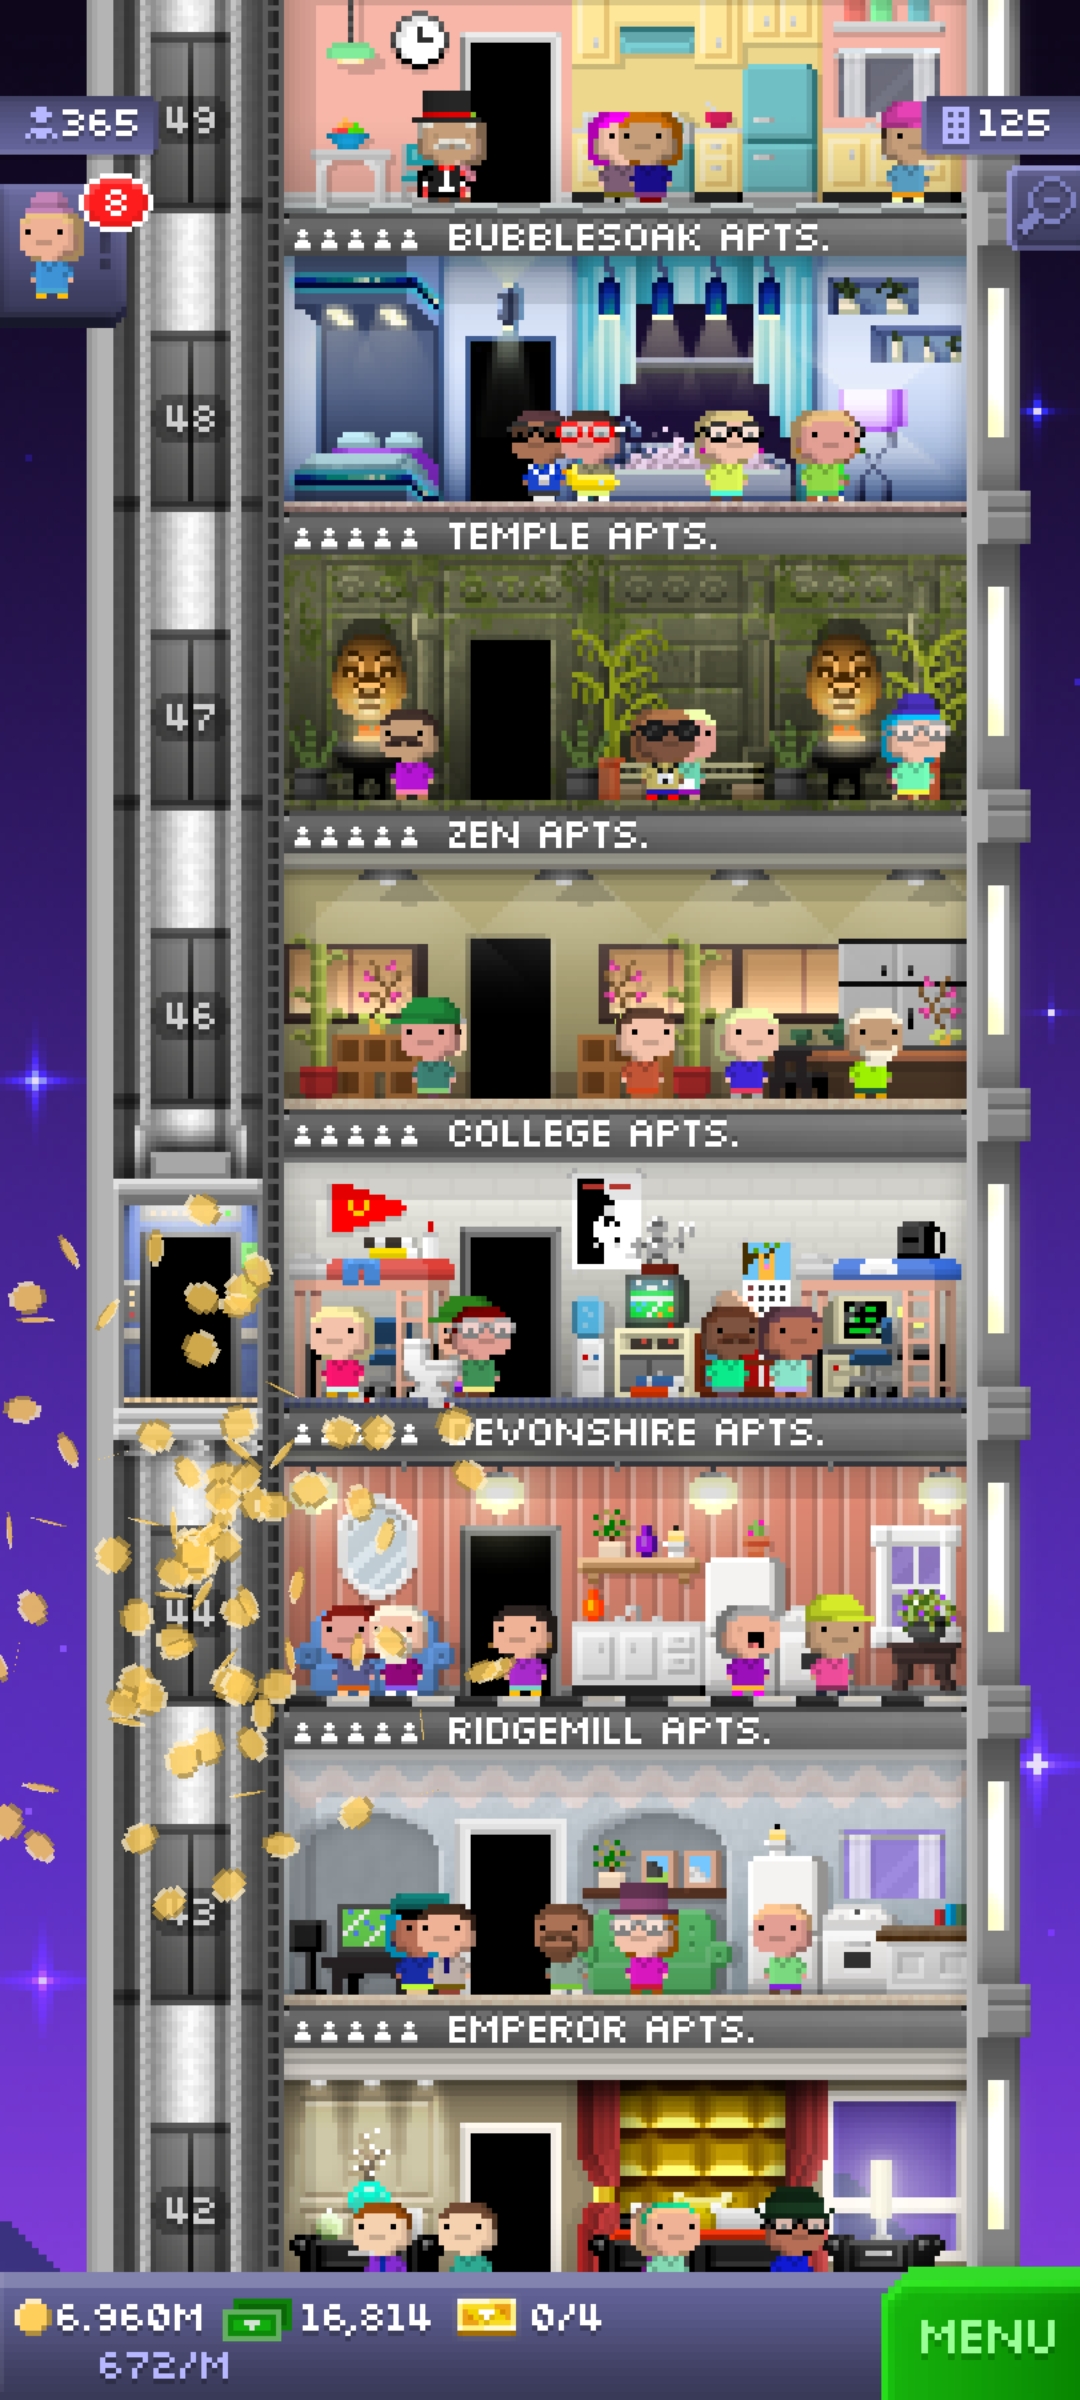 49
365
125
8
BUBBLESOAK APTS.
48
TEMPLE APTS.
47
ZEN APTS.
46
COLLEGE APTS.
DEVONSHIRE APTS.
44
RIDGEMILL APTS.
43
EMPEROR APTS.
42
6.960M 16,814 0/4
672/M
MENU